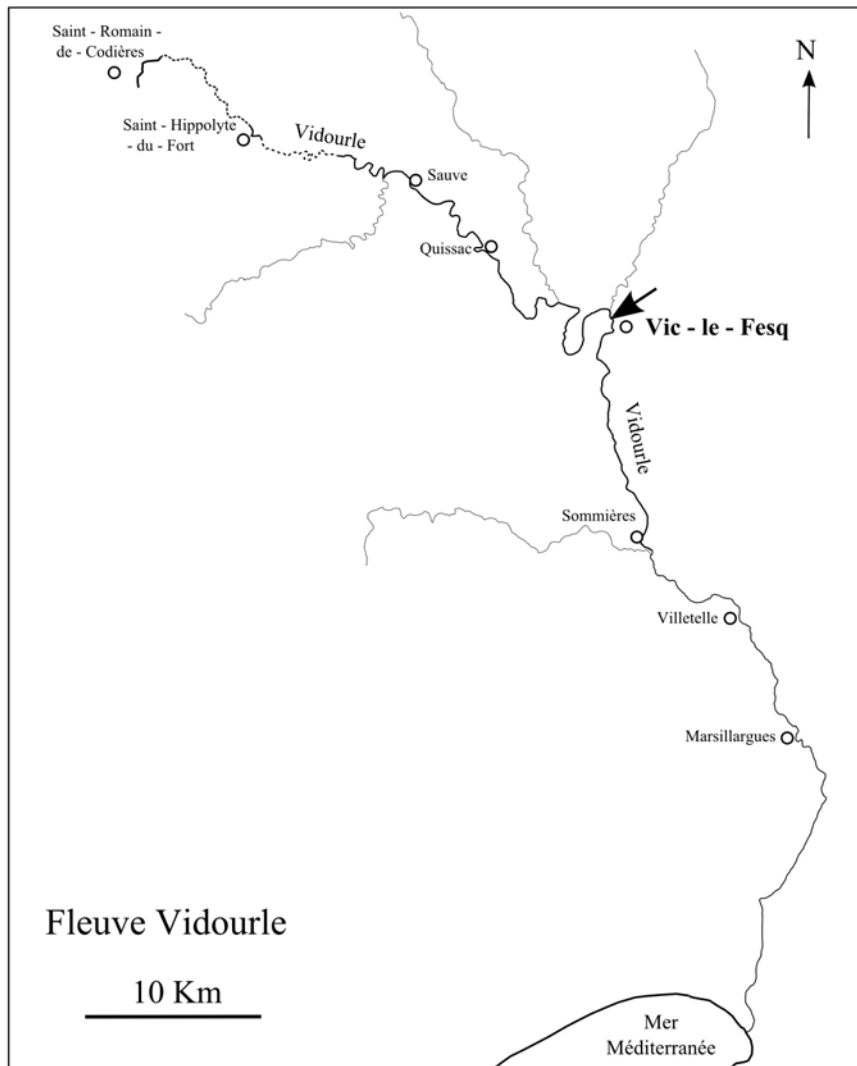 Saint - Romain -
de - Codières
N
Saint - Hippolyte
- du - Fort
Vidourle
Sauve
Quissac
Vic - le - Fesq
Vidourle
Sommières
Villetelle
Marsillargues
Fleuve Vidourle
10 Km
Mer
Méditerranée